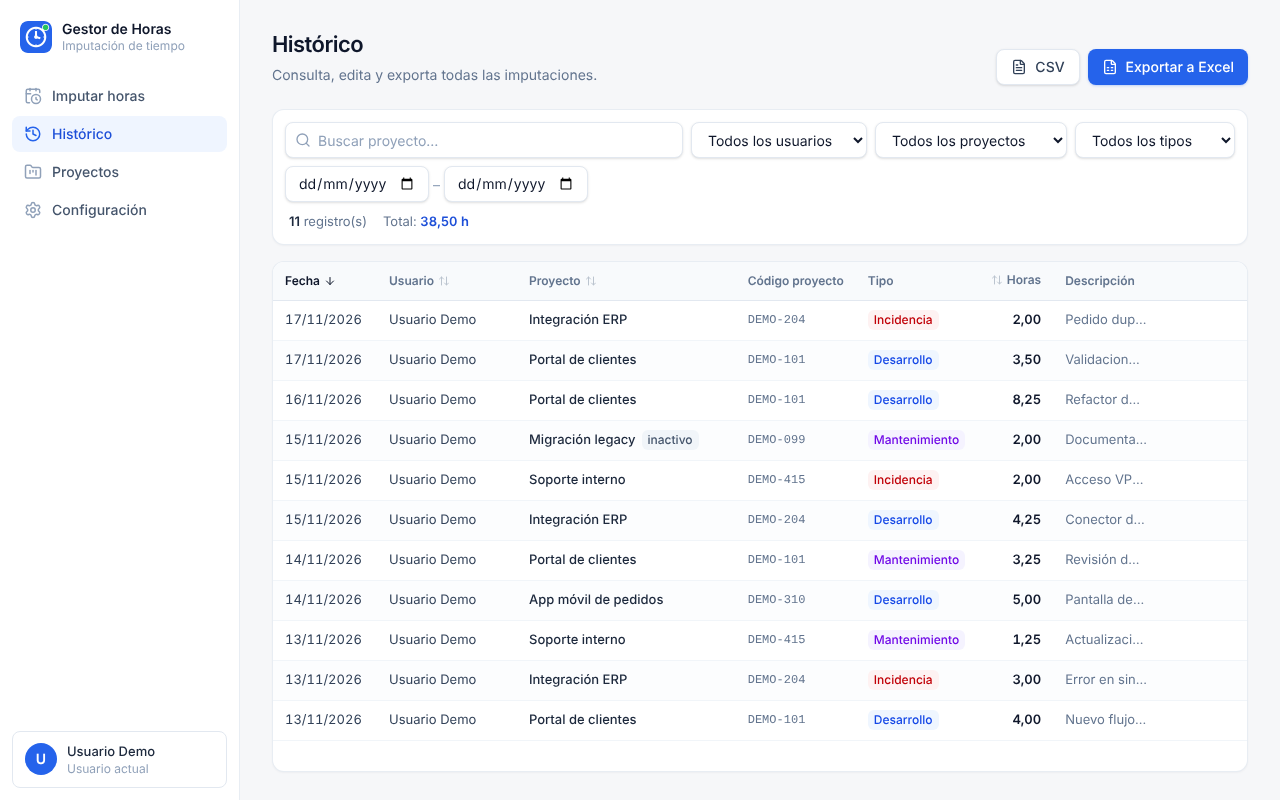 Gestor de Horas
Imputación de tiempo
Imputar horas
Histórico
Proyectos
Configuración
Usuario Demo
Usuario actual
U
Histórico
Consulta, edita y exporta todas las imputaciones.
CSV
Exportar a Excel
Buscar proyecto...
Todos los usuarios
Todos los proyectos
Todos los tipos
dd/mm/yyyy – dd/mm/yyyy
11 registro(s) Total: 38,50 h
Fecha Usuario Proyecto Código proyecto Tipo Horas Descripción
17/11/2026 Usuario Demo Integración ERP DEMO-204 Incidencia 2,00 Pedido dup...
17/11/2026 Usuario Demo Portal de clientes DEMO-101 Desarrollo 3,50 Validacion...
16/11/2026 Usuario Demo Portal de clientes DEMO-101 Desarrollo 8,25 Refactor d...
15/11/2026 Usuario Demo Migración legacy inactivo DEMO-099 Mantenimiento 2,00 Documenta...
15/11/2026 Usuario Demo Soporte interno DEMO-415 Incidencia 2,00 Acceso VP...
15/11/2026 Usuario Demo Integración ERP DEMO-204 Desarrollo 4,25 Conector d...
14/11/2026 Usuario Demo Portal de clientes DEMO-101 Mantenimiento 3,25 Revisión d...
14/11/2026 Usuario Demo App móvil de pedidos DEMO-310 Desarrollo 5,00 Pantalla de...
13/11/2026 Usuario Demo Soporte interno DEMO-415 Mantenimiento 1,25 Actualizaci...
13/11/2026 Usuario Demo Integración ERP DEMO-204 Incidencia 3,00 Error en sin...
13/11/2026 Usuario Demo Portal de clientes DEMO-101 Desarrollo 4,00 Nuevo flujo...